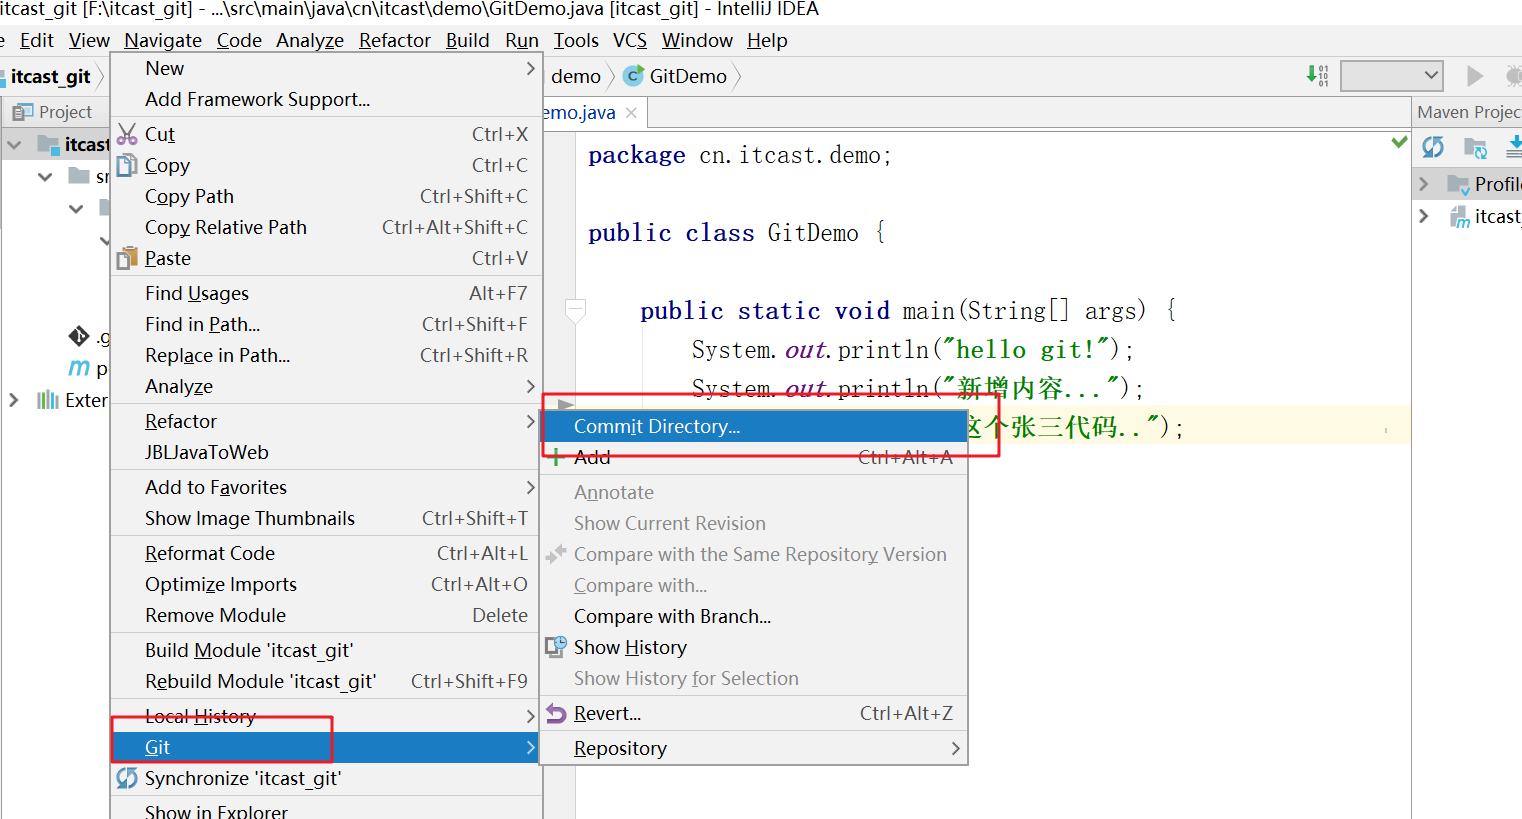 itcast_git [F:\itcast_git] - ...\src\main\java\cn\itcast\demo\GitDemo.java [itcast_git] - IntelliJ IDEA
e Edit View Navigate Code Analyze Refactor Build Run Tools VCS Window Help
itcast_git demo GitDemo
Project
emo.java
Maven Projec
itcast
sr
.g
p
Exter
New
Add Framework Support...
Cut Ctrl+X
Copy Ctrl+C
Copy Path Ctrl+Shift+C
Copy Relative Path Ctrl+Alt+Shift+C
Paste Ctrl+V
Find Usages Alt+F7
Find in Path... Ctrl+Shift+F
Replace in Path... Ctrl+Shift+R
Analyze
Refactor
JBLJavaToWeb
Add to Favorites
Show Image Thumbnails Ctrl+Shift+T
Reformat Code Ctrl+Alt+L
Optimize Imports Ctrl+Alt+O
Remove Module Delete
Build Module 'itcast_git'
Rebuild Module 'itcast_git' Ctrl+Shift+F9
Local History
Git
Synchronize 'itcast_git'
Show in Explorer
package cn.itcast.demo;
public class GitDemo {
public static void main(String[] args) {
System.out.println("hello git!");
System.out.println("新增内容...");
这个张三代码..");
Commit Directory...
Add Ctrl+Alt+A
Annotate
Show Current Revision
Compare with the Same Repository Version
Compare with...
Compare with Branch...
Show History
Show History for Selection
Revert... Ctrl+Alt+Z
Repository
Profile
itcast_